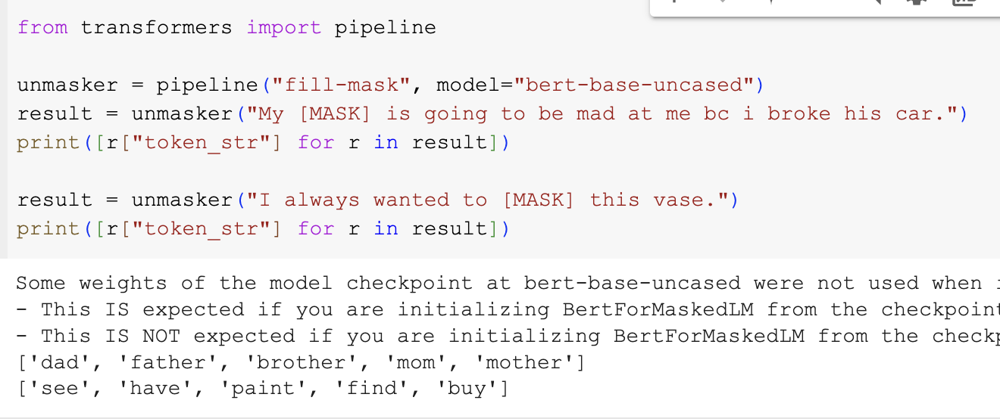 from transformers import pipeline
unmasker = pipeline("fill-mask", model="bert-base-uncased")
result = unmasker("My [MASK] is going to be mad at me bc i broke his car.")
print([r["token_str"] for r in result])
result = unmasker("I always wanted to [MASK] this vase.")
print([r["token_str"] for r in result])
Some weights of the model checkpoint at bert-base-uncased were not used when
- This IS expected if you are initializing BertForMaskedLM from the checkpoint
- This IS NOT expected if you are initializing BertForMaskedLM from the
['dad', 'father', 'brother', 'mom', 'mother']
['see', 'have', 'paint', 'find', 'buy']